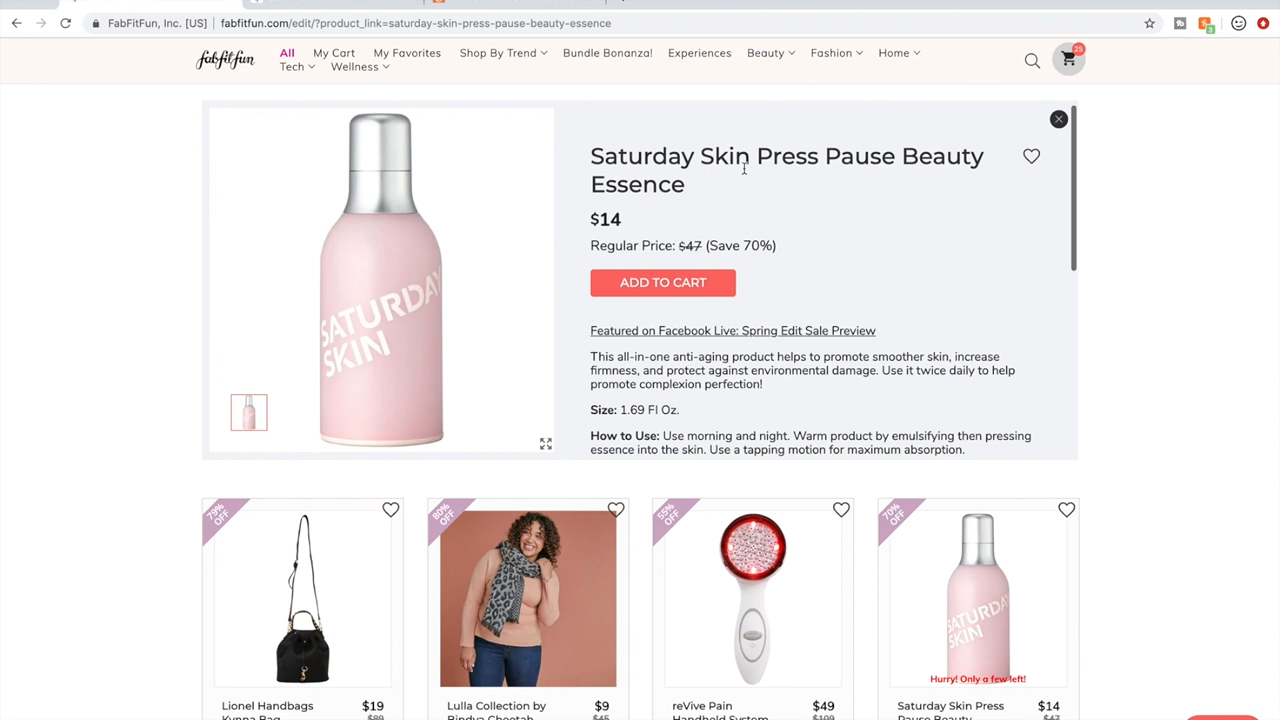 FabFitFun, Inc. [US] | fabfitfun.com/edit/?product_link=saturday-skin-press-pause-beauty-essence
3
fabfitfun
All My Cart My Favorites Shop By Trend Bundle Bonanza! Experiences Beauty Fashion Home
Tech Wellness
25
SATURDAY
SKIN
Saturday Skin Press Pause Beauty
Essence
$14
Regular Price: $47 (Save 70%)
ADD TO CART
Featured on Facebook Live: Spring Edit Sale Preview
This all-in-one anti-aging product helps to promote smoother skin, increase
firmness, and protect against environmental damage. Use it twice daily to help
promote complexion perfection!
Size: 1.69 Fl Oz.
How to Use: Use morning and night. Warm product by emulsifying then pressing
essence into the skin. Use a tapping motion for maximum absorption.
79%
OFF
80%
OFF
55%
OFF
70%
OFF
SATURDAY
SKIN
Hurry! Only a few left!
Lionel Handbags $19
Kynna Bag $89
Lulla Collection by $9
Bindya Cheetah $45
reVive Pain $49
Handheld System $109
Saturday Skin Press $14
Pause Beauty $47